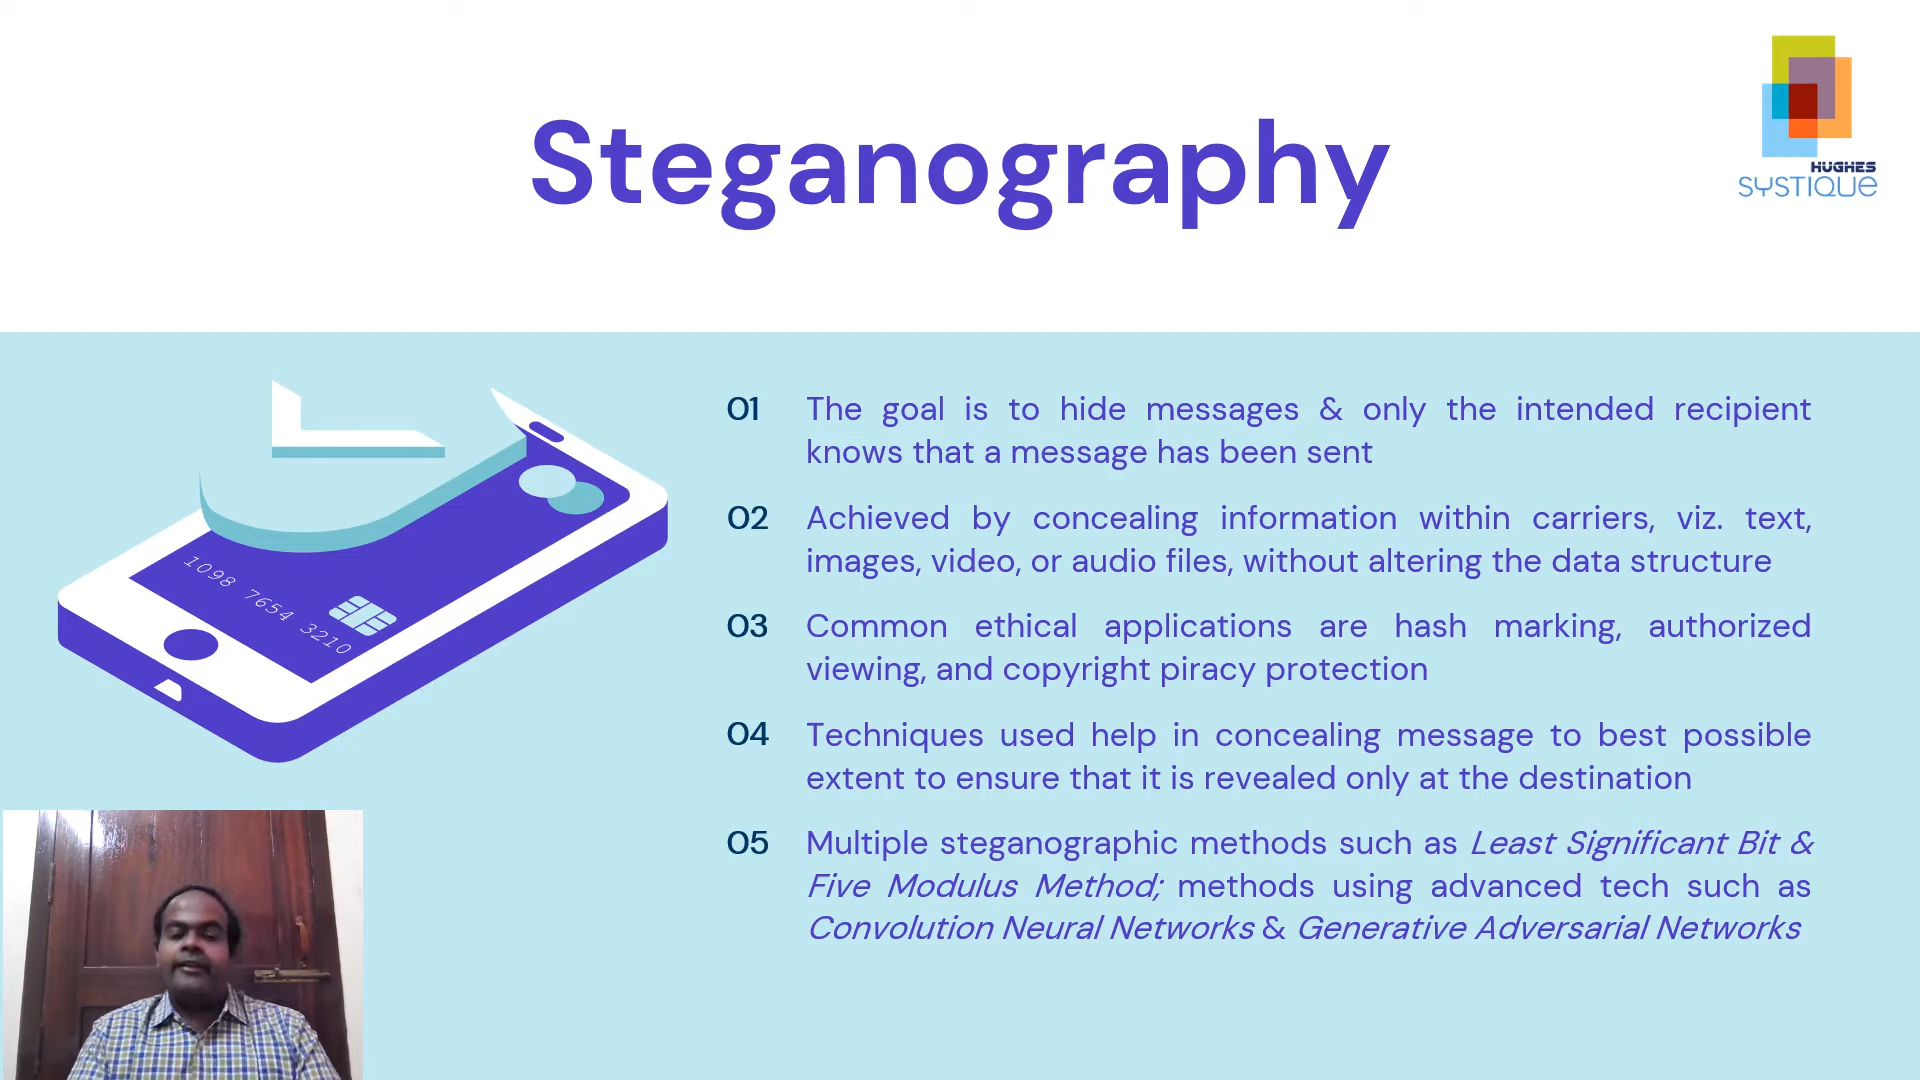 Steganography
HUGHES
SYSTIQUE
1098 7654 3210
01 The goal is to hide messages & only the intended recipient
knows that a message has been sent
02 Achieved by concealing information within carriers, viz. text,
images, video, or audio files, without altering the data structure
03 Common ethical applications are hash marking, authorized
viewing, and copyright piracy protection
04 Techniques used help in concealing message to best possible
extent to ensure that it is revealed only at the destination
05 Multiple steganographic methods such as Least Significant Bit &
Five Modulus Method; methods using advanced tech such as
Convolution Neural Networks & Generative Adversarial Networks